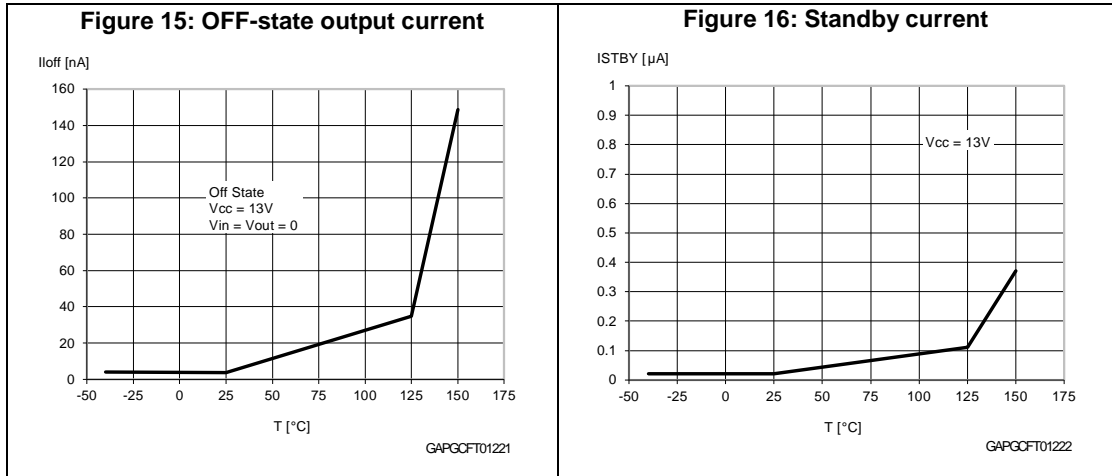 Figure 15: OFF-state output current
Iloff [nA]
160
140
120
100
80
60
40
20
0
Off State
Vcc = 13V
Vin = Vout = 0
-50 -25 0 25 50 75 100 125 150 175
T [°C]
GAPGCFT01221
Figure 16: Standby current
ISTBY [µA]
1
0.9
0.8
0.7
0.6
0.5
0.4
0.3
0.2
0.1
0
Vcc = 13V
-50 -25 0 25 50 75 100 125 150 175
T [°C]
GAPGCFT01222